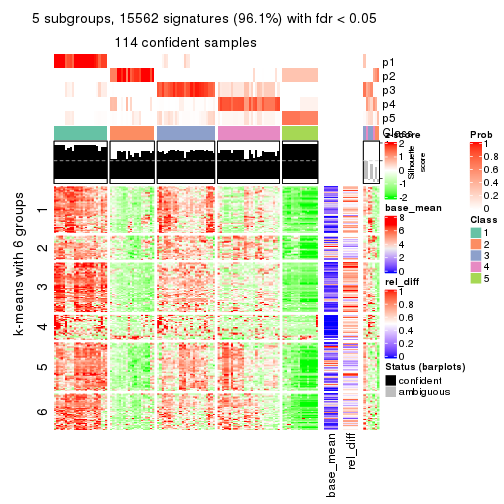 5 subgroups, 15562 signatures (96.1%) with fdr < 0.05
114 confident samples
p1
p2
p3
p4
p5
Class
z-score
2
1
0
-1
-2
Silhouette
score
k-means with 6 groups
1
2
3
4
5
6
base_mean
8
6
4
2
0
rel_diff
1
0.8
0.6
0.4
0.2
0
Status (barplots)
confident
ambiguous
Prob
1
0.8
0.6
0.4
0.2
0
Class
1
2
3
4
5
base_mean
rel_diff